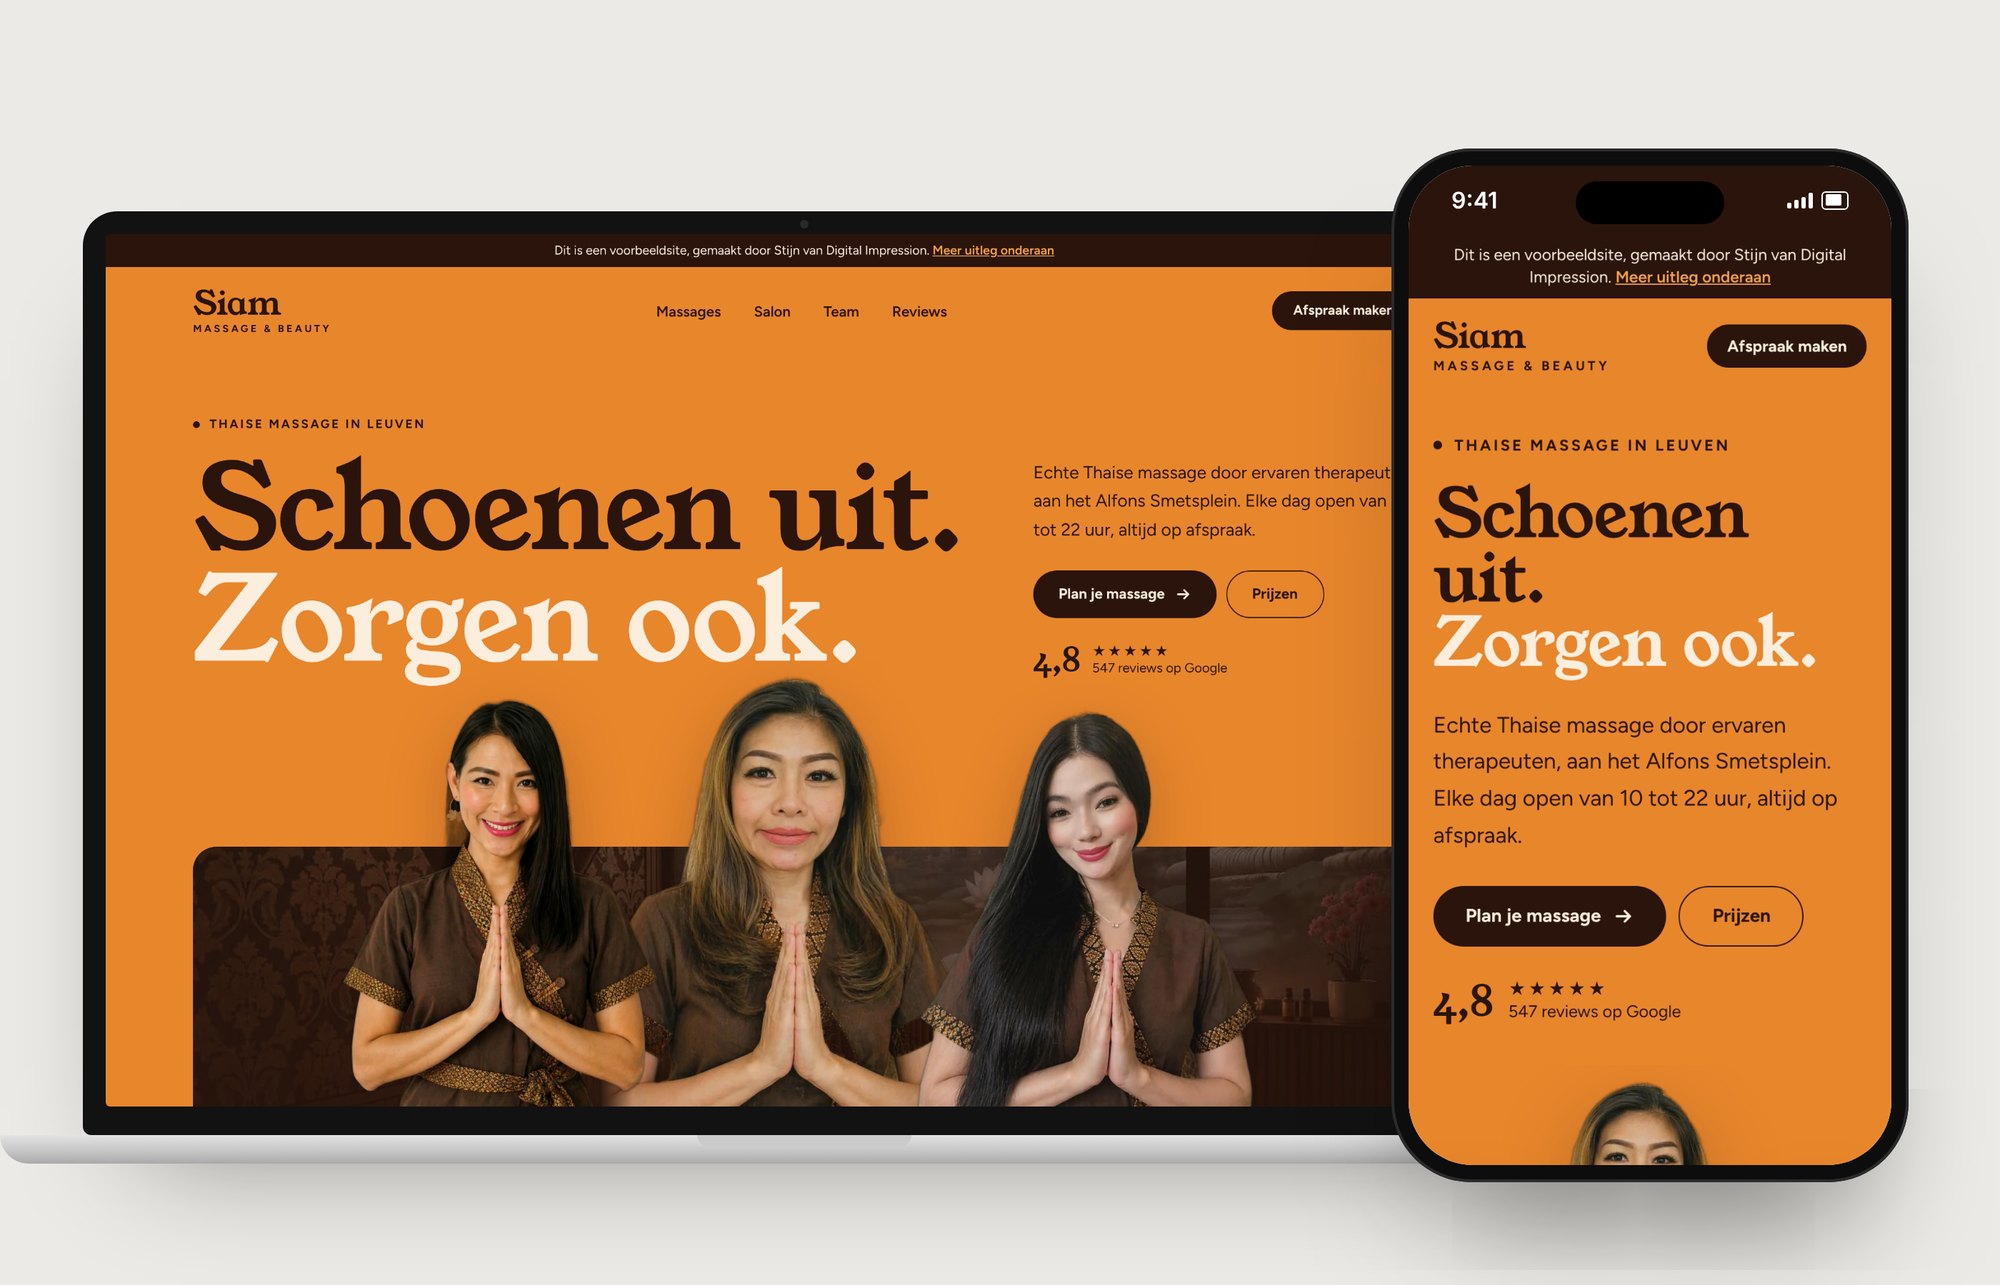 Dit is een voorbeeldsite, gemaakt door Stijn van Digital Impression. Meer uitleg onderaan
Siam
MASSAGE & BEAUTY
Massages
Salon
Team
Reviews
Afspraak maken
THAISE MASSAGE IN LEUVEN
Schoenen uit.
Zorgen ook.
Echte Thaise massage door ervaren therapeut
aan het Alfons Smetsplein. Elke dag open van
tot 22 uur, altijd op afspraak.
Plan je massage →
Prijzen
4,8
★★★★★
547 reviews op Google
9:41
Dit is een voorbeeldsite, gemaakt door Stijn van Digital
Impression. Meer uitleg onderaan
Siam
MASSAGE & BEAUTY
Afspraak maken
THAISE MASSAGE IN LEUVEN
Schoenen
uit.
Zorgen ook.
Echte Thaise massage door ervaren
therapeuten, aan het Alfons Smetsplein.
Elke dag open van 10 tot 22 uur, altijd op
afspraak.
Plan je massage →
Prijzen
4,8
★★★★★
547 reviews op Google